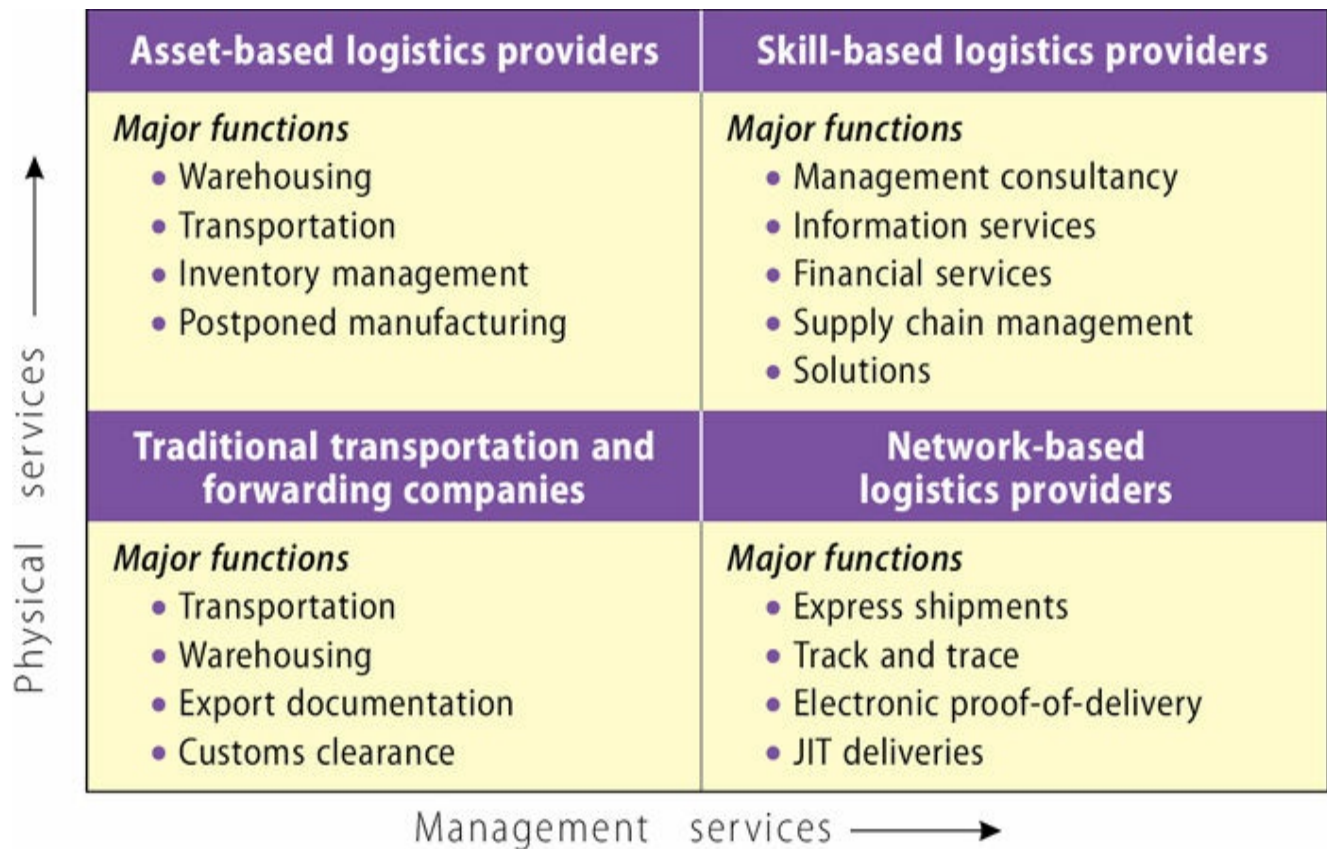 Asset-based logistics providers
Major functions
• Warehousing
• Transportation
• Inventory management
• Postponed manufacturing
Skill-based logistics providers
Major functions
• Management consultancy
• Information services
• Financial services
• Supply chain management
• Solutions
Traditional transportation and
forwarding companies
Major functions
• Transportation
• Warehousing
• Export documentation
• Customs clearance
Network-based
logistics providers
Major functions
• Express shipments
• Track and trace
• Electronic proof-of-delivery
• JIT deliveries
Physical services
Management services